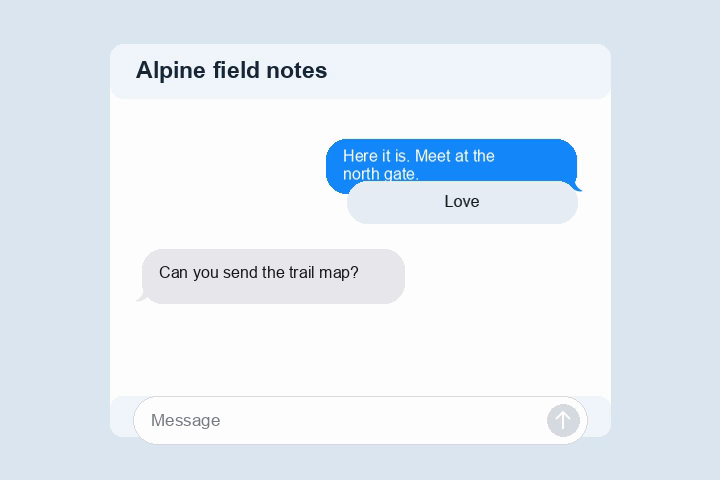 Alpine field notes
Here it is. Meet at the
north gate.
Love
Can you send the trail map?
Message